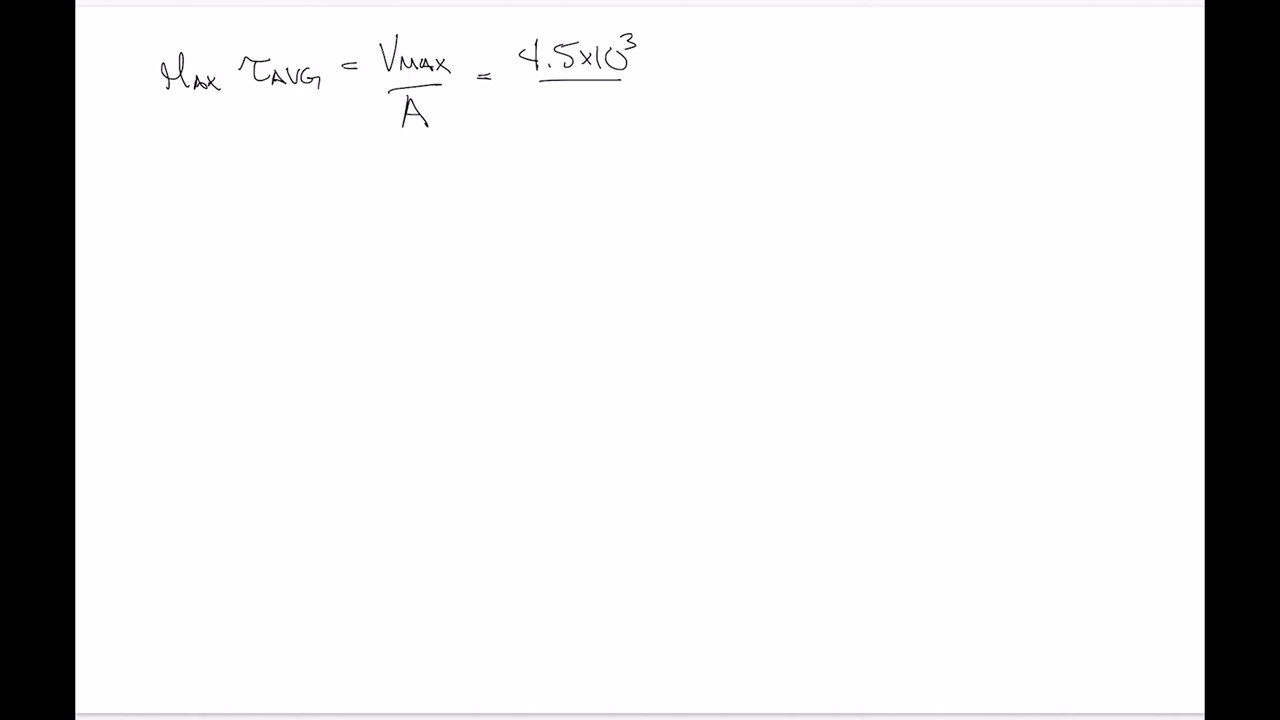 MAX τAVG = VMAX / A = 4.5x10³